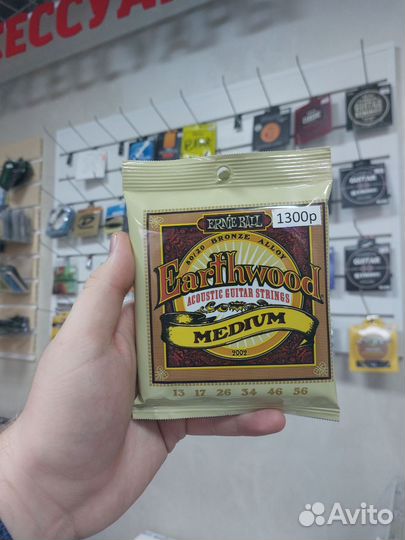 ССУА
ERNIE BALL
1300р
80/20 BRONZE ALLOY
Earthwood
ACOUSTIC GUITAR STRINGS
MEDIUM
2002
13 17 26 34 46 56
Avito